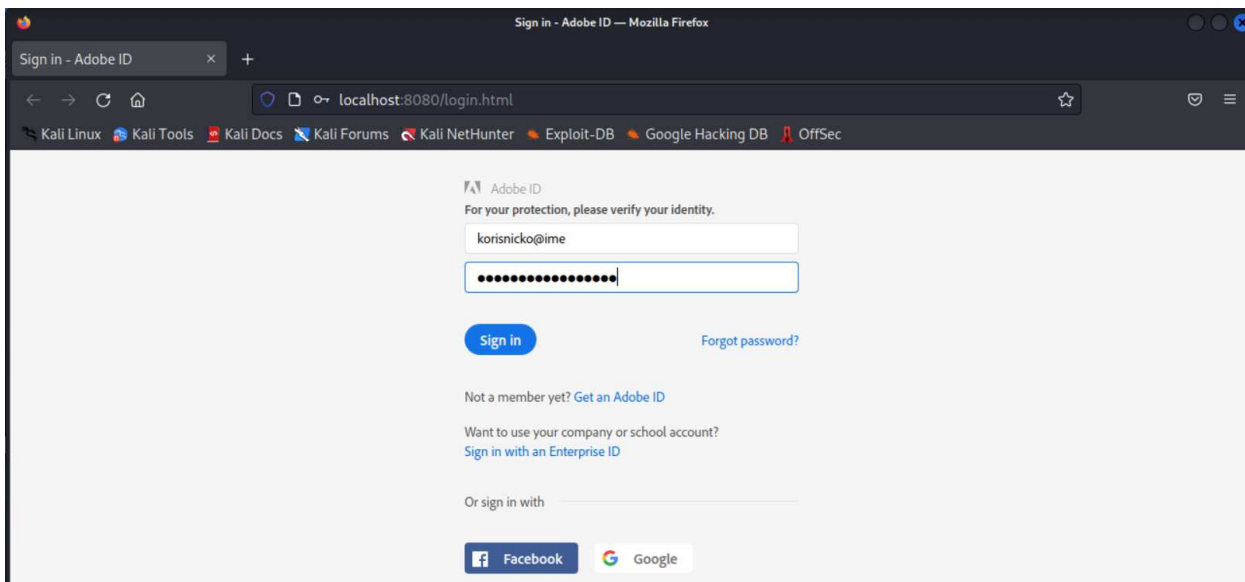 Sign in - Adobe ID — Mozilla Firefox
Sign in - Adobe ID
localhost:8080/login.html
Kali Linux Kali Tools Kali Docs Kali Forums Kali NetHunter Exploit-DB Google Hacking DB OffSec
Adobe ID
For your protection, please verify your identity.
korisnicko@ime
•••••••••••••••••
Sign in Forgot password?
Not a member yet? Get an Adobe ID
Want to use your company or school account?
Sign in with an Enterprise ID
Or sign in with
Facebook Google